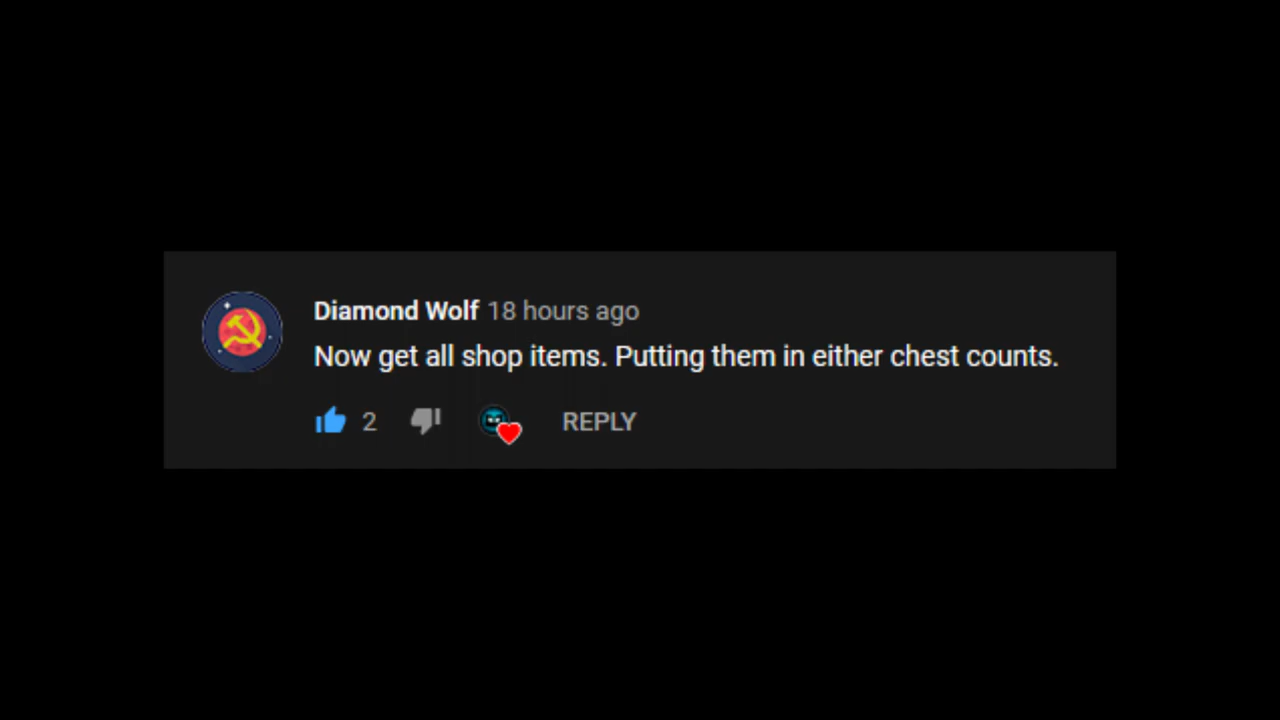 Diamond Wolf 18 hours ago
Now get all shop items. Putting them in either chest counts.
2 REPLY